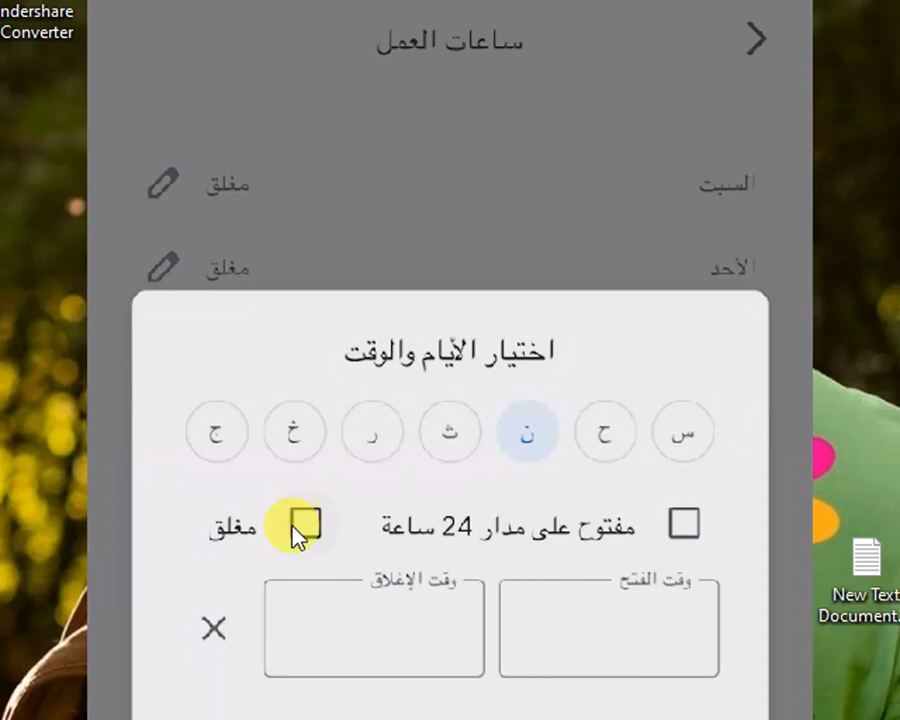 ndershare
Converter
ساعات العمل
السبت
مغلق
الأحد
مغلق
اختيار الأيام والوقت
س ح ن ث ر خ ج
مفتوح على مدار 24 ساعة
مغلق
وقت الفتح
وقت الإغلاق
New Text
Document.